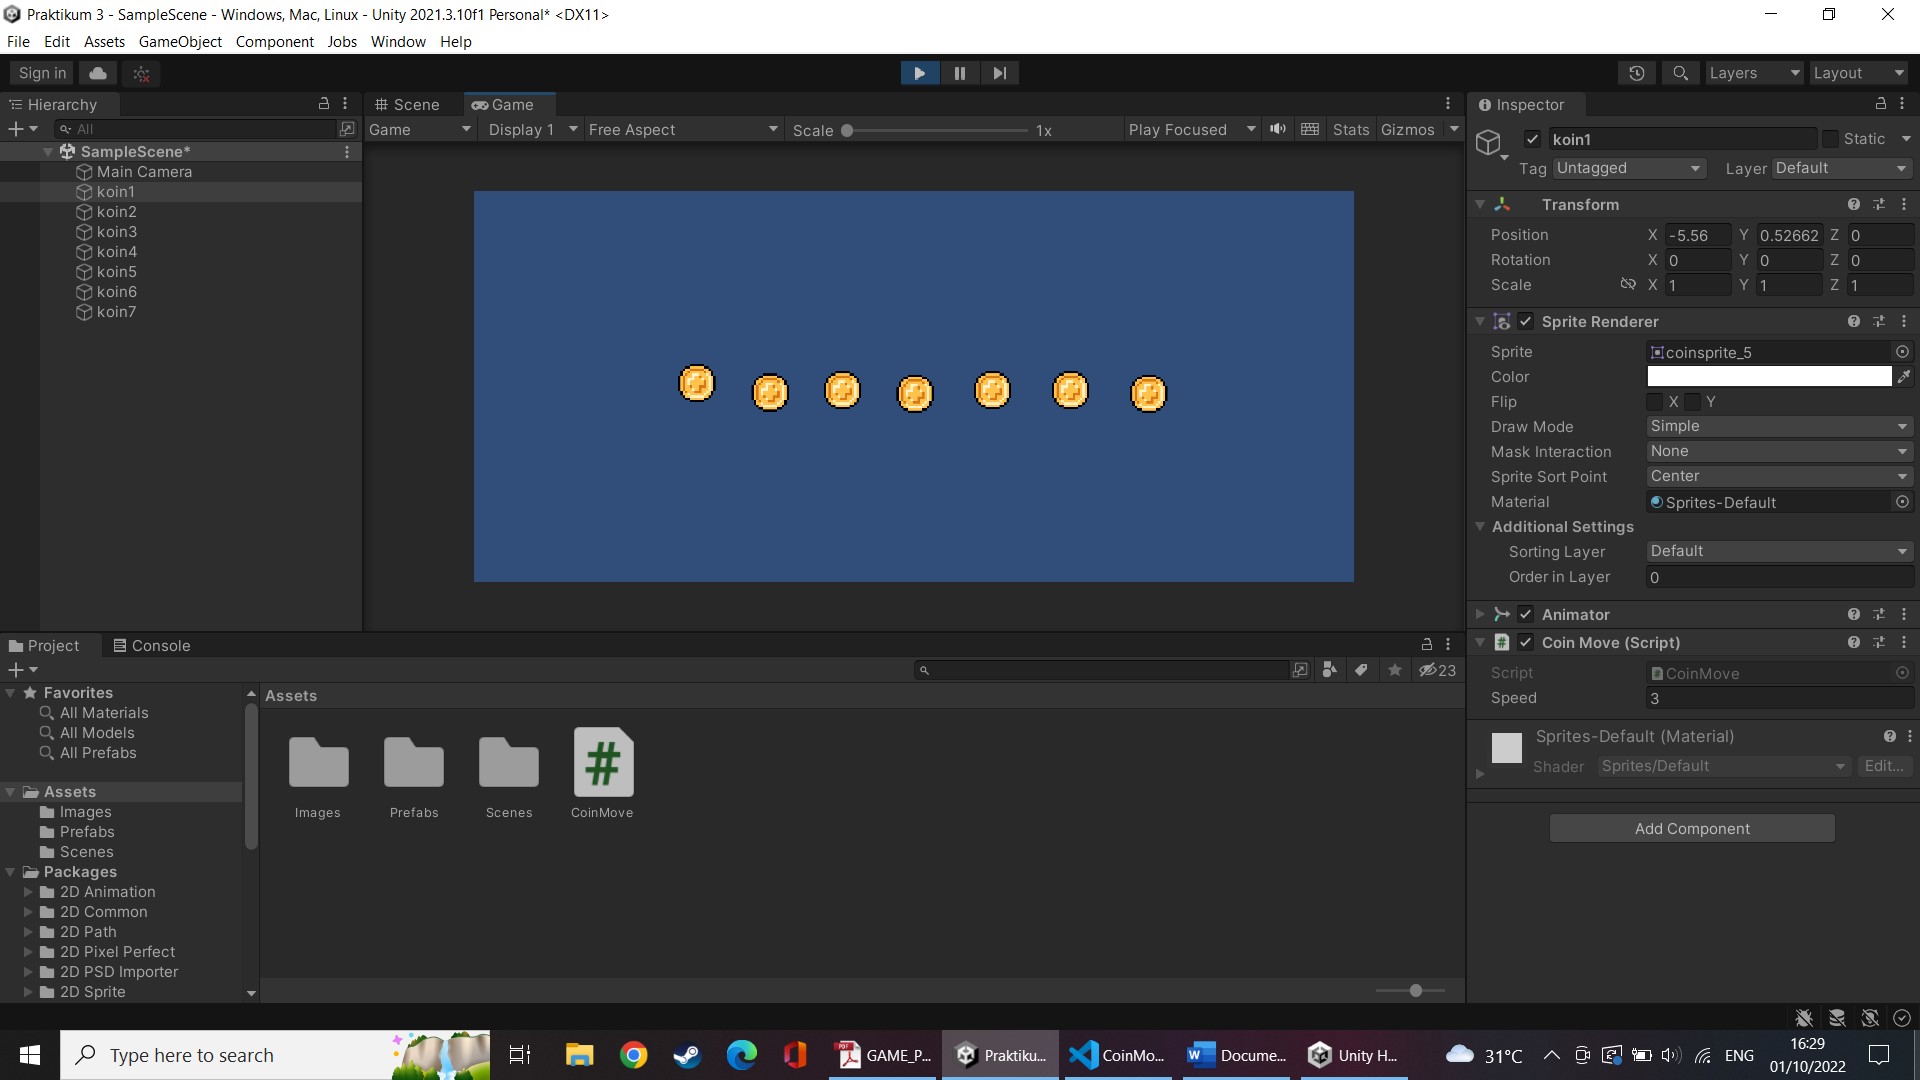 Praktikum 3 - SampleScene - Windows, Mac, Linux - Unity 2021.3.10f1 Personal* <DX11>
File Edit Assets GameObject Component Jobs Window Help
Sign in
Layers
Layout
Hierarchy
All
SampleScene*
Main Camera
koin1
koin2
koin3
koin4
koin5
koin6
koin7
Scene
Game
Game
Display 1
Free Aspect
Scale
1x
Play Focused
Stats
Gizmos
Inspector
koin1
Static
Tag Untagged
Layer Default
Transform
Position X -5.56 Y 0.52662 Z 0
Rotation X 0 Y 0 Z 0
Scale X 1 Y 1 Z 1
Sprite Renderer
Sprite coinsprite_5
Color
Flip X Y
Draw Mode Simple
Mask Interaction None
Sprite Sort Point Center
Material Sprites-Default
Additional Settings
Sorting Layer Default
Order in Layer 0
Animator
# Coin Move (Script)
Script CoinMove
Speed 3
Sprites-Default (Material)
Shader Sprites/Default Edit...
Add Component
Project
Console
23
Favorites
All Materials
All Models
All Prefabs
Assets
Images
Prefabs
Scenes
Packages
2D Animation
2D Common
2D Path
2D Pixel Perfect
2D PSD Importer
2D Sprite
Assets
Images
Prefabs
Scenes
#
CoinMove
Type here to search
PDF
GAME_P...
Praktiku...
CoinMo...
W
Docume...
Unity H...
31°C
ENG
16:29
01/10/2022